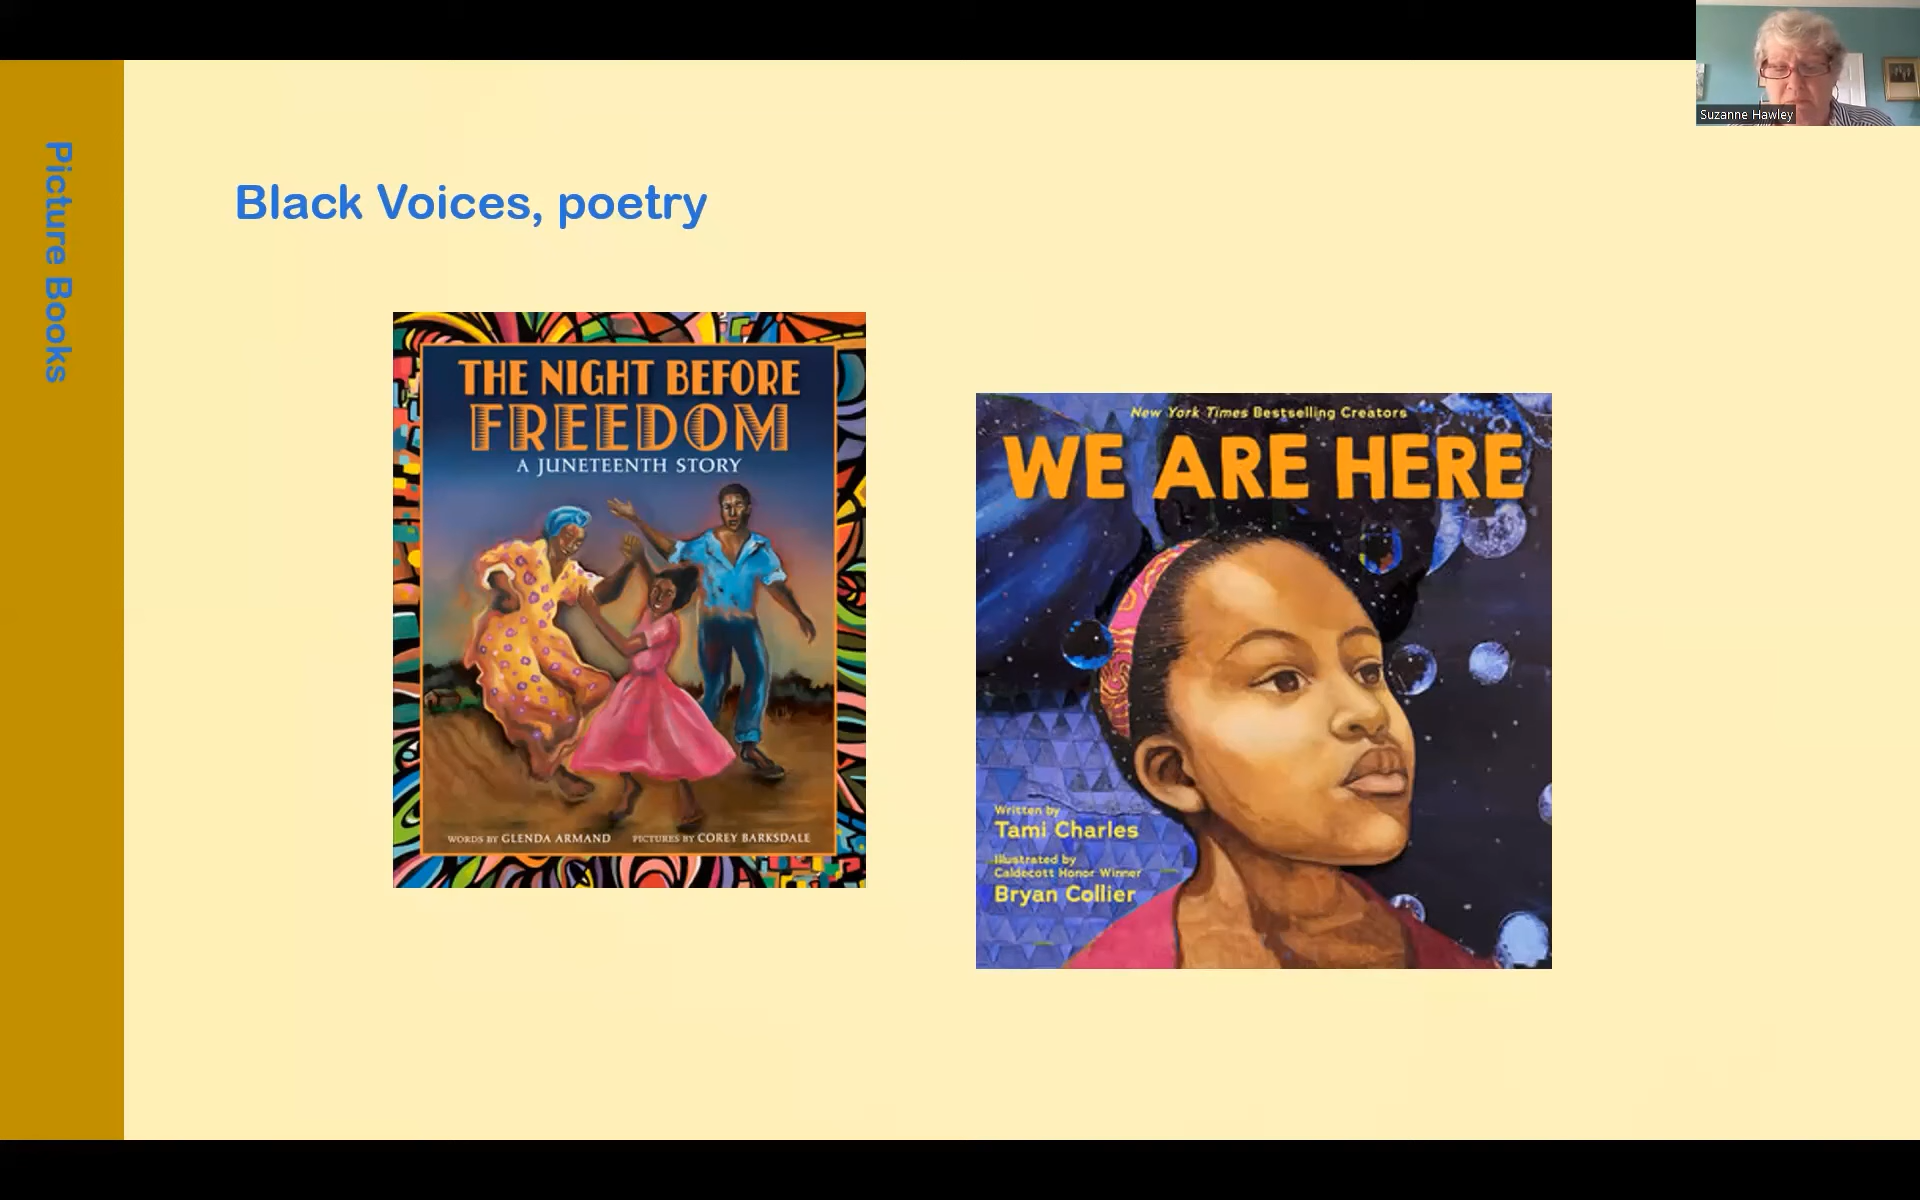 Suzanne Hawley
Picture Books
Black Voices, poetry
THE NIGHT BEFORE
FREEDOM
A JUNETEENTH STORY
WORDS BY GLENDA ARMAND PICTURES BY COREY BARKSDALE
New York Times Bestselling Creators
WE ARE HERE
Written by
Tami Charles
Illustrated by
Caldecott Honor Winner
Bryan Collier